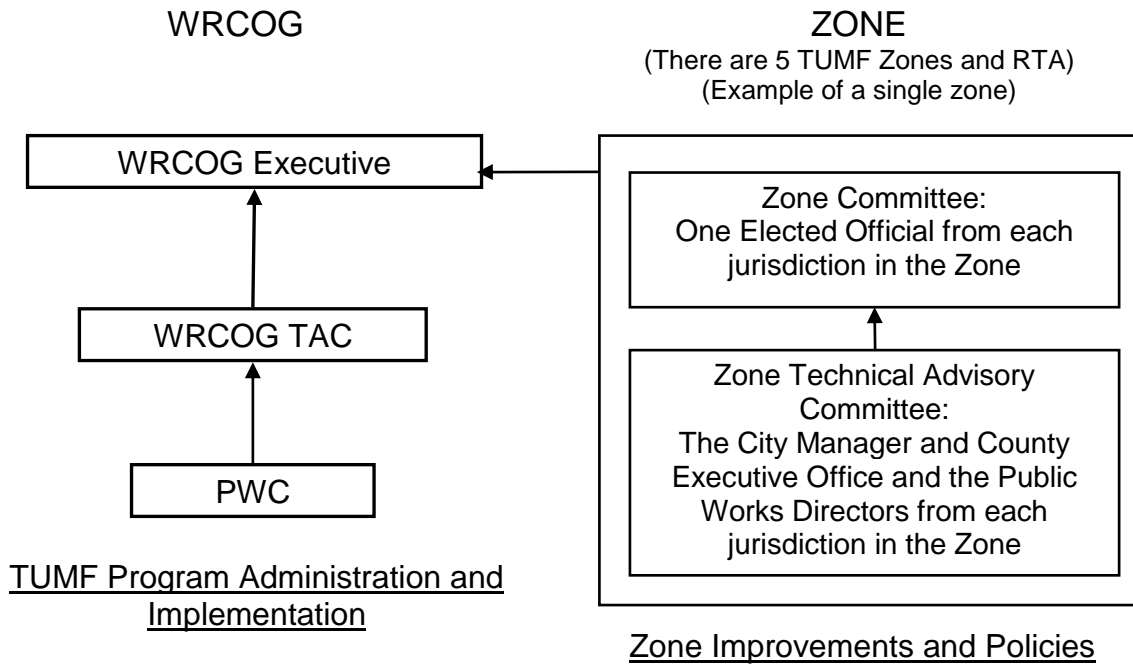 WRCOG
WRCOG Executive
WRCOG TAC
PWC
TUMF Program Administration and
Implementation
ZONE
(There are 5 TUMF Zones and RTA)
(Example of a single zone)
Zone Committee:
One Elected Official from each
jurisdiction in the Zone
Zone Technical Advisory
Committee:
The City Manager and County
Executive Office and the Public
Works Directors from each
jurisdiction in the Zone
Zone Improvements and Policies